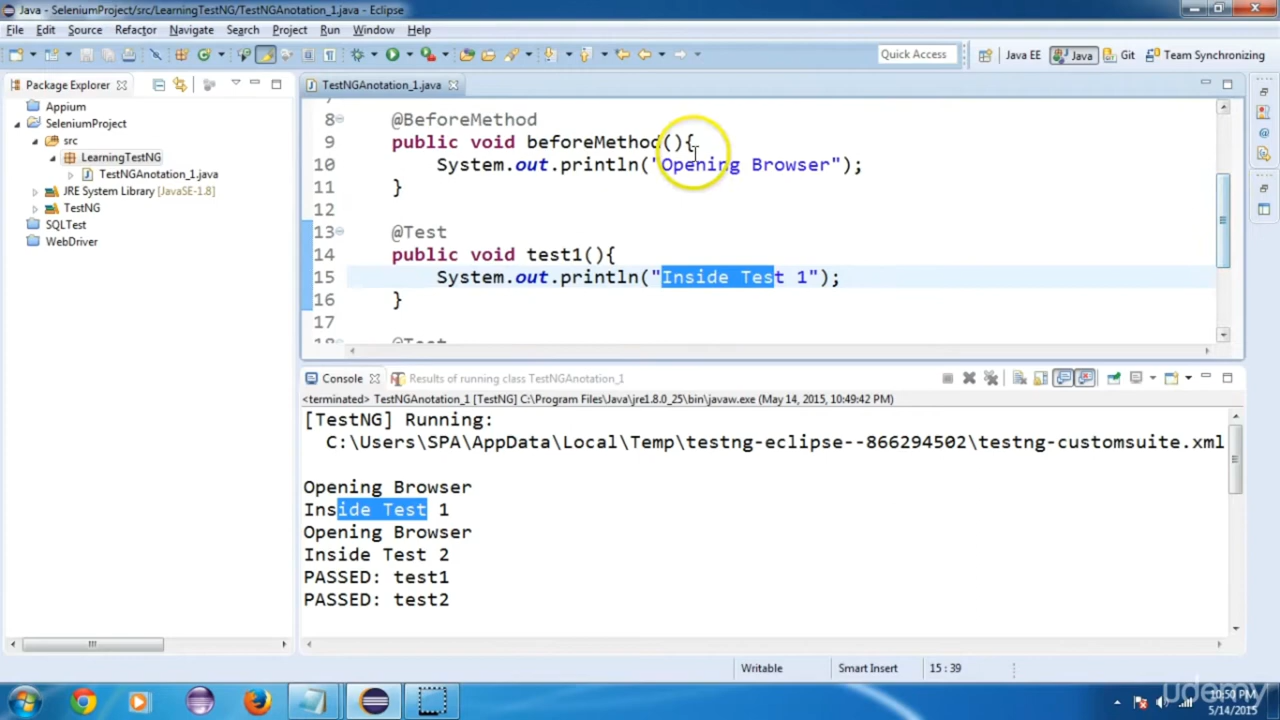 Java - SeleniumProject/src/LearningTestNG/TestNGAnotation_1.java - Eclipse
File Edit Source Refactor Navigate Search Project Run Window Help
Quick Access Java EE Java Git Team Synchronizing
Package Explorer
Appium
SeleniumProject
src
LearningTestNG
TestNGAnotation_1.java
JRE System Library [JavaSE-1.8]
TestNG
SQLTest
WebDriver
TestNGAnotation_1.java
8 @BeforeMethod
9 public void beforeMethod(){
10 System.out.println("Opening Browser");
11 }
12
13 @Test
14 public void test1(){
15 System.out.println("Inside Test 1");
16 }
17
18 @Test
Console Results of running class TestNGAnotation_1
<terminated> TestNGAnotation_1 [TestNG] C:\Program Files\Java\jre1.8.0_25\bin\javaw.exe (May 14, 2015, 10:49:42 PM)
[TestNG] Running:
C:\Users\SPA\AppData\Local\Temp\testng-eclipse--866294502\testng-customsuite.xml
Opening Browser
Inside Test 1
Opening Browser
Inside Test 2
PASSED: test1
PASSED: test2
Writable Smart Insert 15 : 39
udemy
10:50 PM
5/14/2015